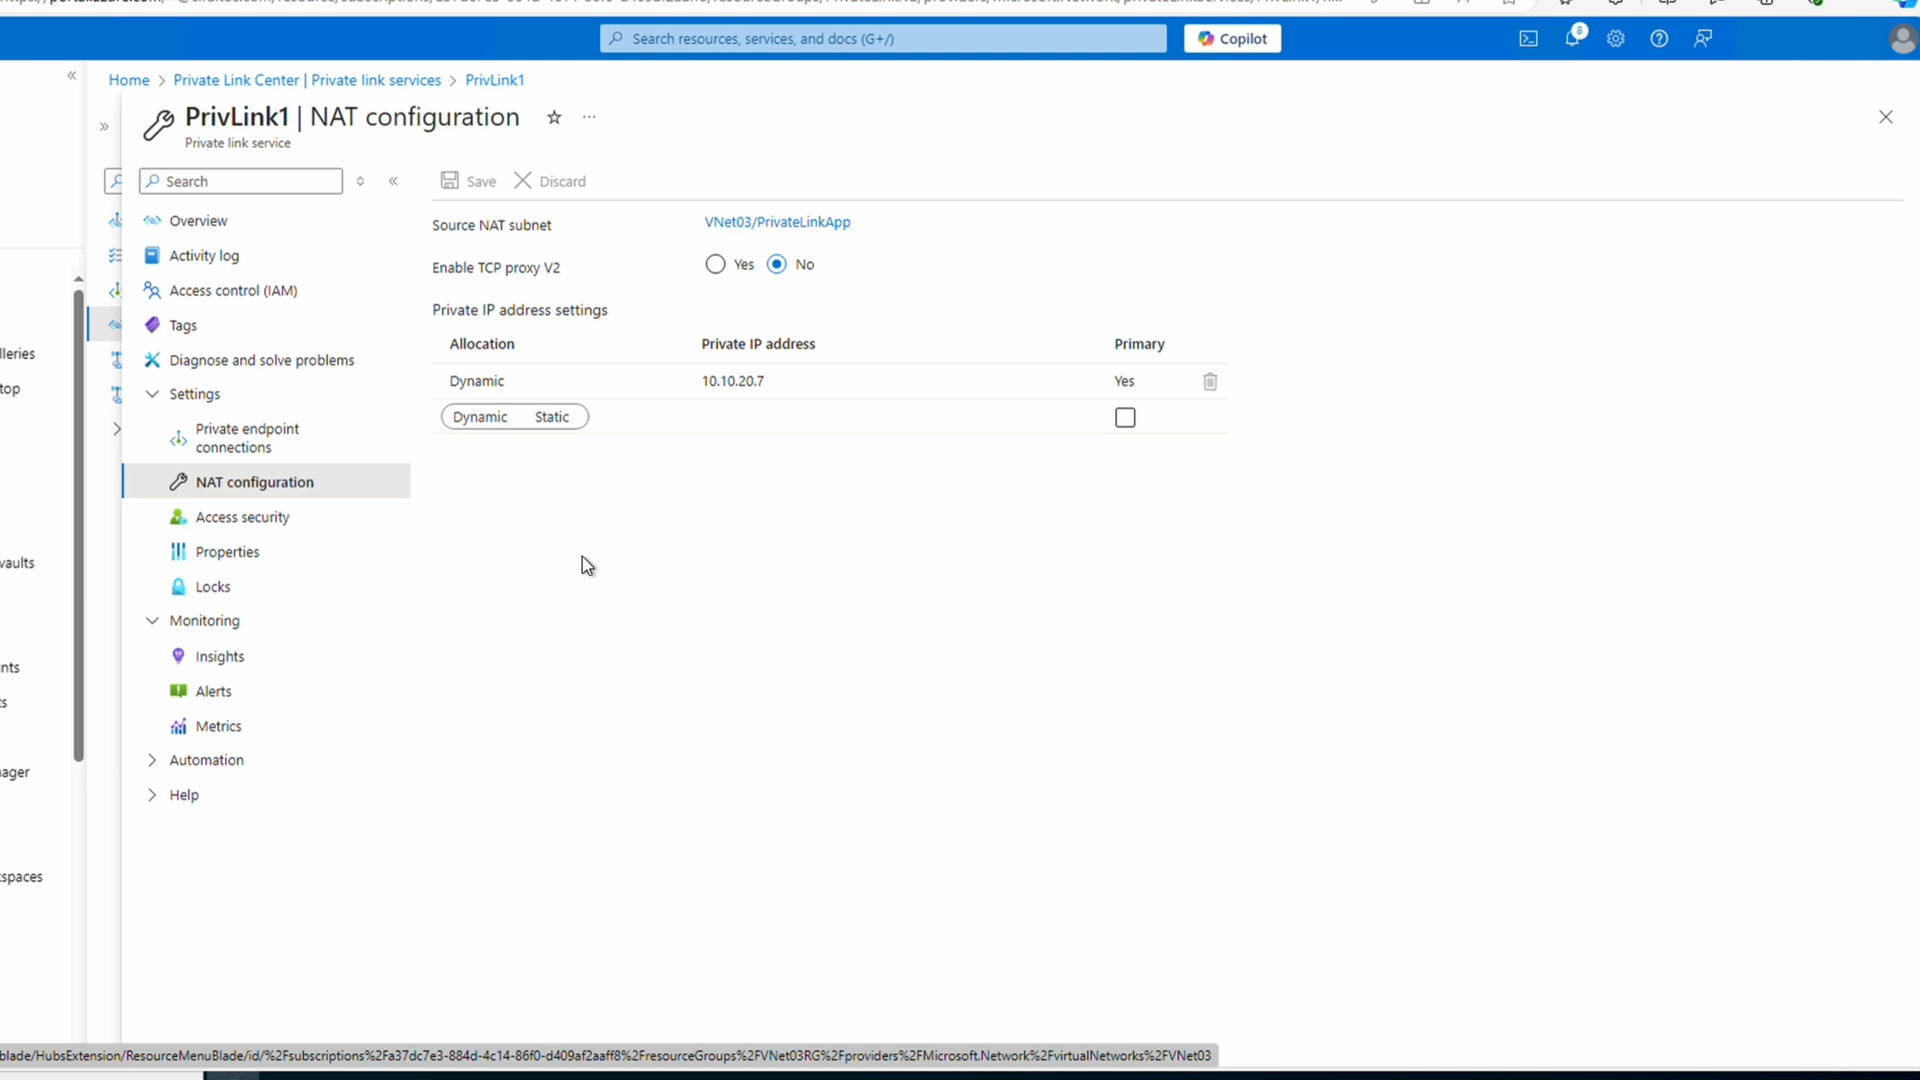 Search resources, services, and docs (G+/)
Copilot
8
Home > Private Link Center | Private link services > PrivLink1
PrivLink1 | NAT configuration
Private link service
Search
Save
Discard
Overview
Activity log
Access control (IAM)
Tags
Diagnose and solve problems
Settings
Private endpoint
connections
NAT configuration
Access security
Properties
Locks
Monitoring
Insights
Alerts
Metrics
Automation
Help
Source NAT subnet
VNet03/PrivateLinkApp
Enable TCP proxy V2
Yes
No
Private IP address settings
Allocation
Private IP address
Primary
Dynamic
10.10.20.7
Yes
Dynamic
Static
lleries
top
vaults
nts
ts
ager
spaces
blade/HubsExtension/ResourceMenuBlade/id/%2Fsubscriptions%2Fa37dc7e3-884d-4c14-86f0-d409af2aaff8%2FresourceGroups%2FVNet03RG%2Fproviders%2FMicrosoft.Network%2FvirtualNetworks%2FVNet03